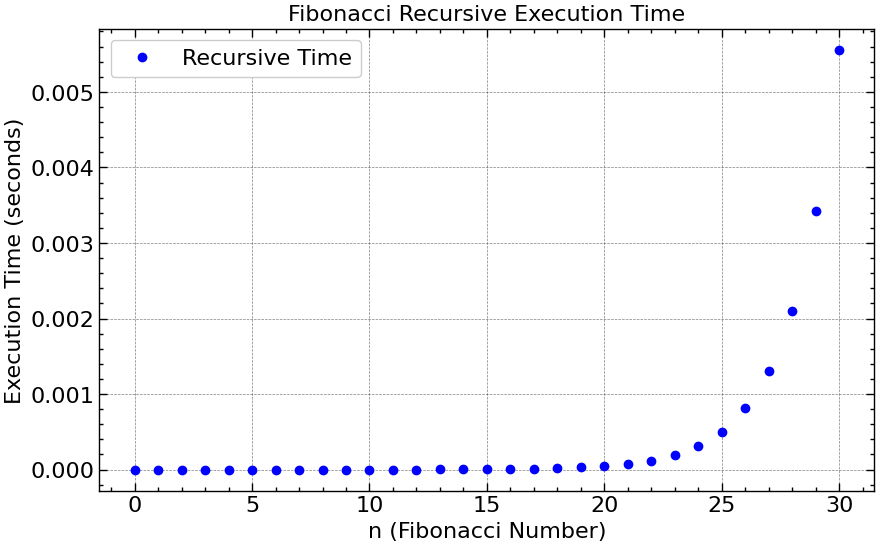 Fibonacci Recursive Execution Time
Recursive Time
Execution Time (seconds)
0.005
0.004
0.003
0.002
0.001
0.000
0 5 10 15 20 25 30
n (Fibonacci Number)